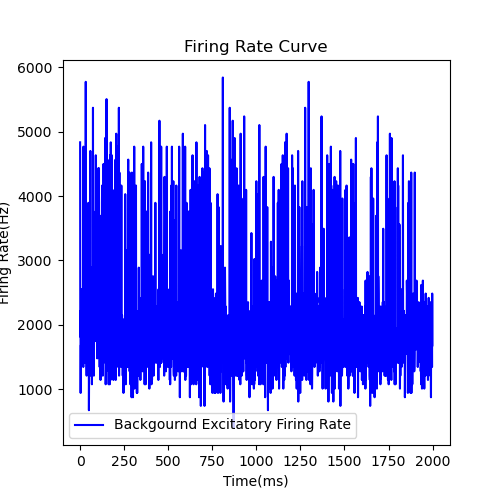 Firing Rate Curve
6000
5000
4000
3000
2000
1000
Firing Rate(Hz)
Backgournd Excitatory Firing Rate
0 250 500 750 1000 1250 1500 1750 2000
Time(ms)